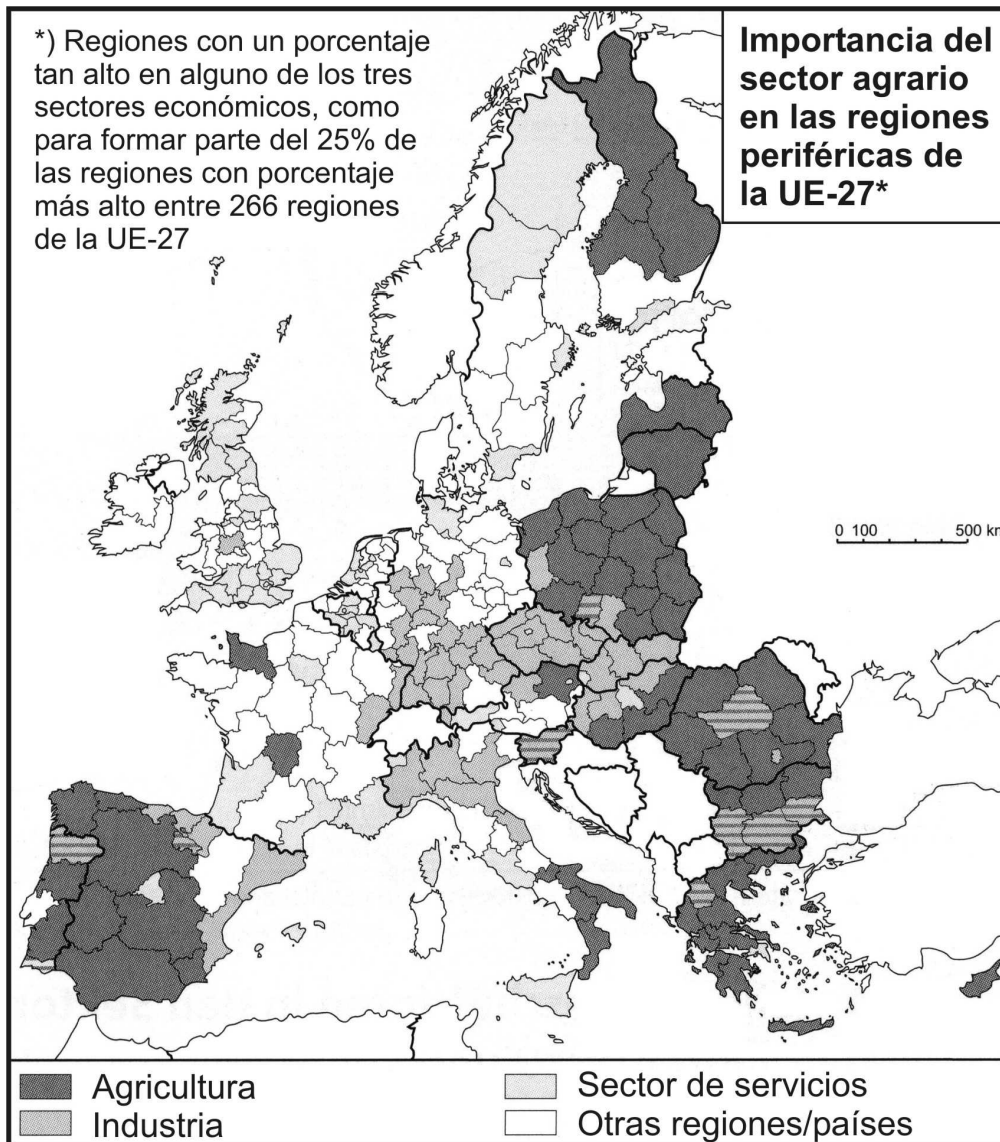 *) Regiones con un porcentaje
tan alto en alguno de los tres
sectores económicos, como
para formar parte del 25% de
las regiones con porcentaje
más alto entre 266 regiones
de la UE-27
Importancia del
sector agrario
en las regiones
periféricas de
la UE-27*
0 100 500 km
Agricultura
Industria
Sector de servicios
Otras regiones/países